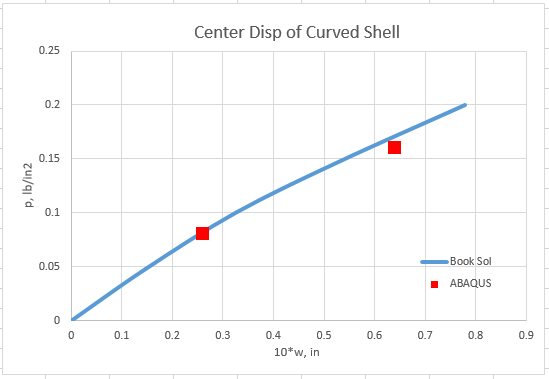 Center Disp of Curved Shell
0.25
0.2
0.15
0.1
0.05
0
p, lb/in2
Book Sol
ABAQUS
0 0.1 0.2 0.3 0.4 0.5 0.6 0.7 0.8 0.9
10*w, in